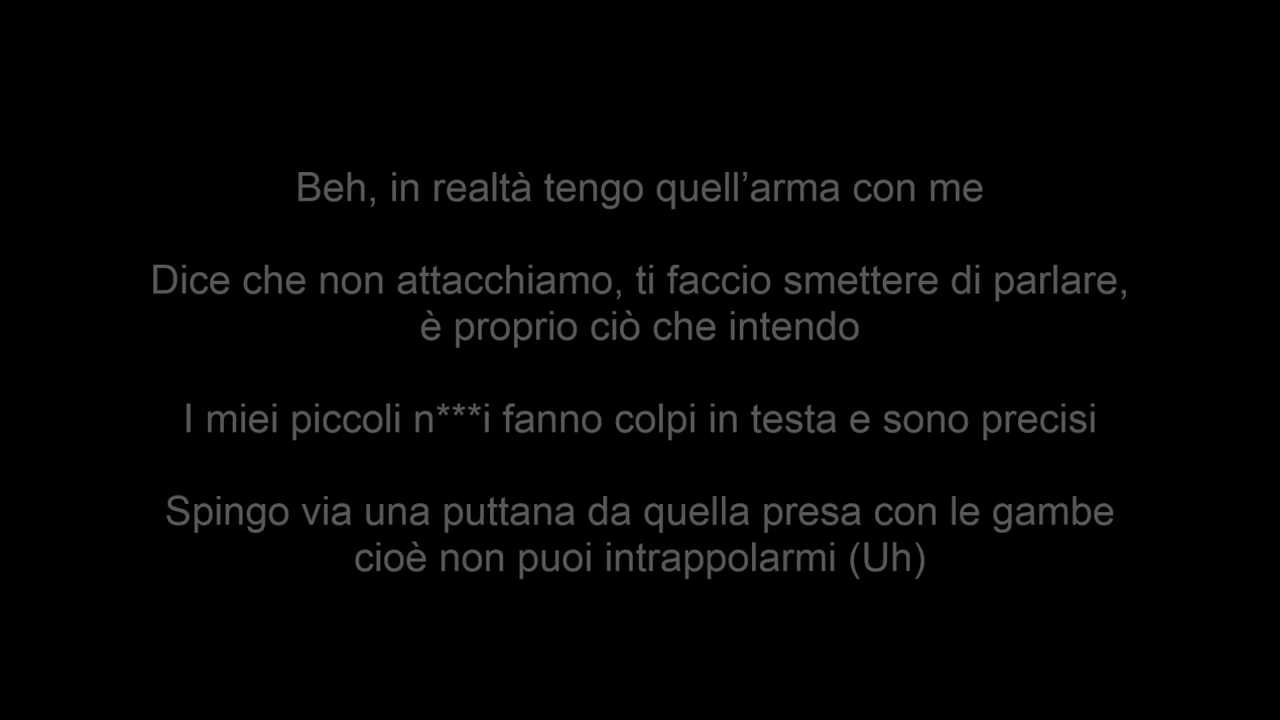 Beh, in realtà tengo quell’arma con me
Dice che non attacchiamo, ti faccio smettere di parlare,
è proprio ciò che intendo
I miei piccoli n***i fanno colpi in testa e sono precisi
Spingo via una puttana da quella presa con le gambe
cioè non puoi intrappolarmi (Uh)